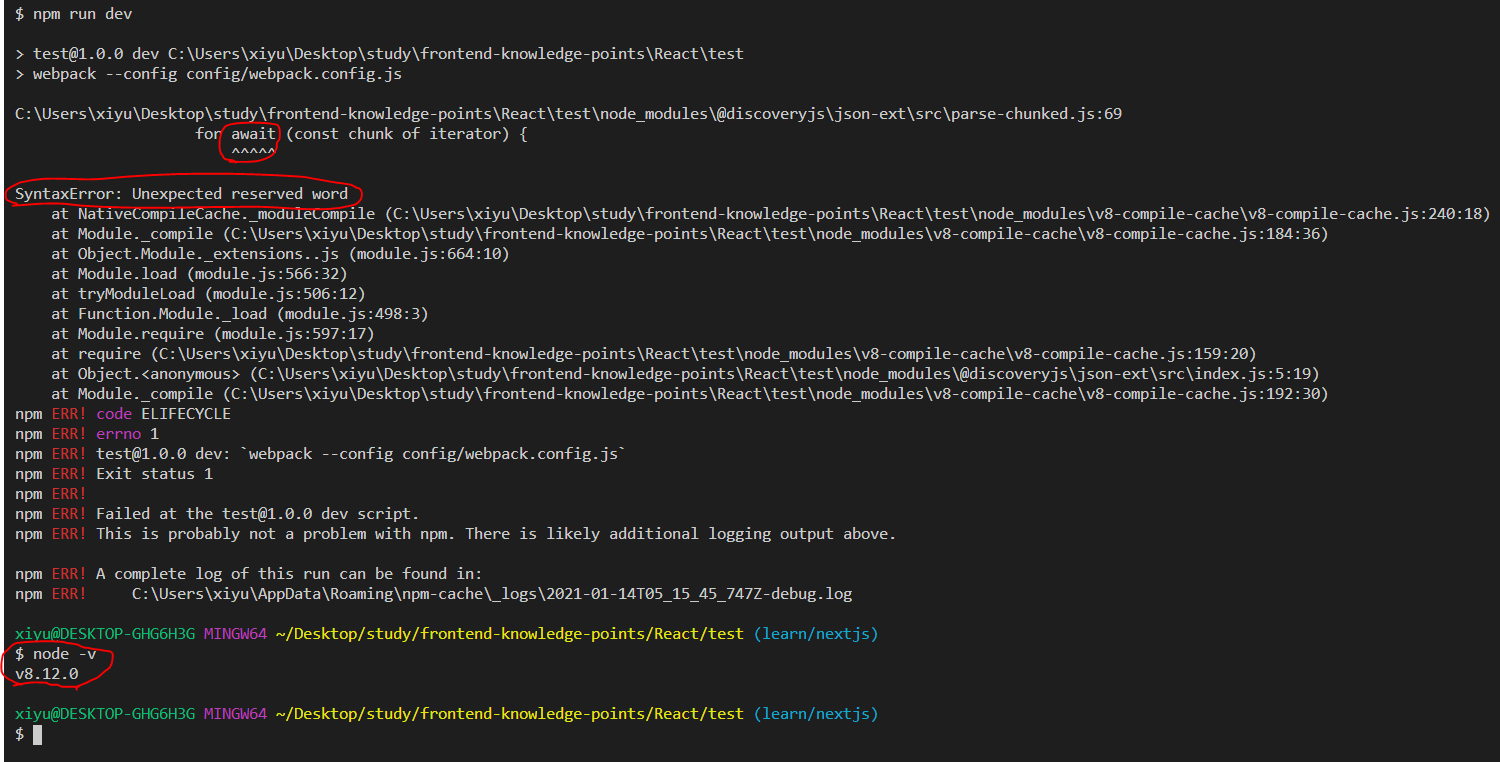 $ npm run dev
> test@1.0.0 dev C:\Users\xiyu\Desktop\study\frontend-knowledge-points\React\test
> webpack --config config/webpack.config.js
C:\Users\xiyu\Desktop\study\frontend-knowledge-points\React\test\node_modules\@discoveryjs\json-ext\src\parse-chunked.js:69
for await (const chunk of iterator) {
^^^^^
SyntaxError: Unexpected reserved word
at NativeCompileCache._moduleCompile (C:\Users\xiyu\Desktop\study\frontend-knowledge-points\React\test\node_modules\v8-compile-cache\v8-compile-cache.js:240:18)
at Module._compile (C:\Users\xiyu\Desktop\study\frontend-knowledge-points\React\test\node_modules\v8-compile-cache\v8-compile-cache.js:184:36)
at Object.Module._extensions..js (module.js:664:10)
at Module.load (module.js:566:32)
at tryModuleLoad (module.js:506:12)
at Function.Module._load (module.js:498:3)
at Module.require (module.js:597:17)
at require (C:\Users\xiyu\Desktop\study\frontend-knowledge-points\React\test\node_modules\v8-compile-cache\v8-compile-cache.js:159:20)
at Object.<anonymous> (C:\Users\xiyu\Desktop\study\frontend-knowledge-points\React\test\node_modules\@discoveryjs\json-ext\src\index.js:5:19)
at Module._compile (C:\Users\xiyu\Desktop\study\frontend-knowledge-points\React\test\node_modules\v8-compile-cache\v8-compile-cache.js:192:30)
npm ERR! code ELIFECYCLE
npm ERR! errno 1
npm ERR! test@1.0.0 dev: `webpack --config config/webpack.config.js`
npm ERR! Exit status 1
npm ERR!
npm ERR! Failed at the test@1.0.0 dev script.
npm ERR! This is probably not a problem with npm. There is likely additional logging output above.
npm ERR! A complete log of this run can be found in:
npm ERR! C:\Users\xiyu\AppData\Roaming\npm-cache\_logs\2021-01-14T05_15_45_747Z-debug.log
xiyu@DESKTOP-GHG6H3G MINGW64 ~/Desktop/study/frontend-knowledge-points/React/test (learn/nextjs)
$ node -v
v8.12.0
xiyu@DESKTOP-GHG6H3G MINGW64 ~/Desktop/study/frontend-knowledge-points/React/test (learn/nextjs)
$